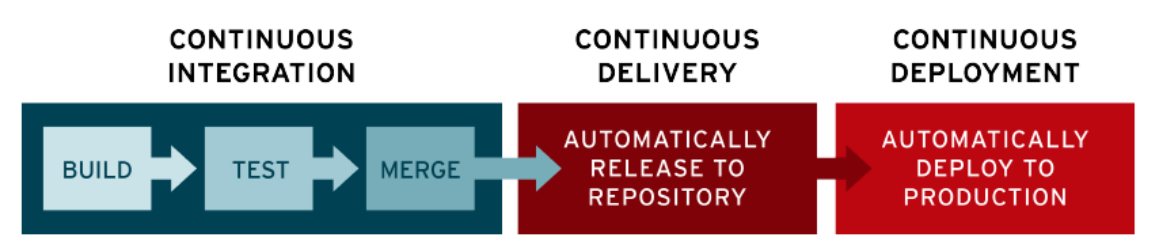 CONTINUOUS
INTEGRATION
CONTINUOUS
DELIVERY
CONTINUOUS
DEPLOYMENT
BUILD
TEST
MERGE
AUTOMATICALLY
RELEASE TO
REPOSITORY
AUTOMATICALLY
DEPLOY TO
PRODUCTION